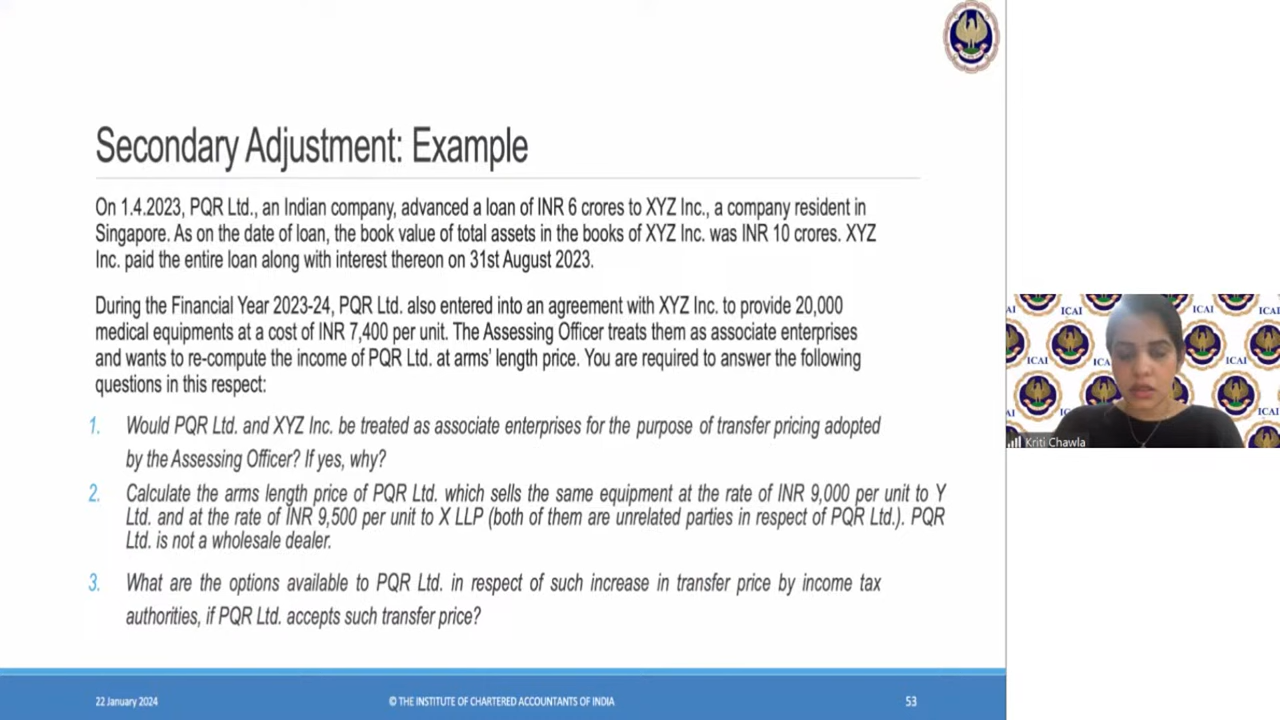 Secondary Adjustment: Example
On 1.4.2023, PQR Ltd., an Indian company, advanced a loan of INR 6 crores to XYZ Inc., a company resident in
Singapore. As on the date of loan, the book value of total assets in the books of XYZ Inc. was INR 10 crores. XYZ
Inc. paid the entire loan along with interest thereon on 31st August 2023.
During the Financial Year 2023-24, PQR Ltd. also entered into an agreement with XYZ Inc. to provide 20,000
medical equipments at a cost of INR 7,400 per unit. The Assessing Officer treats them as associate enterprises
and wants to re-compute the income of PQR Ltd. at arms' length price. You are required to answer the following
questions in this respect:
1. Would PQR Ltd. and XYZ Inc. be treated as associate enterprises for the purpose of transfer pricing adopted
by the Assessing Officer? If yes, why?
2. Calculate the arms length price of PQR Ltd. which sells the same equipment at the rate of INR 9,000 per unit to Y
Ltd. and at the rate of INR 9,500 per unit to X LLP (both of them are unrelated parties in respect of PQR Ltd.). PQR
Ltd. is not a wholesale dealer.
3. What are the options available to PQR Ltd. in respect of such increase in transfer price by income tax
authorities, if PQR Ltd. accepts such transfer price?
22 January 2024
© THE INSTITUTE OF CHARTERED ACCOUNTANTS OF INDIA
53
ICAI
ICAI
ICAI
ICAI
Kriti Chawla